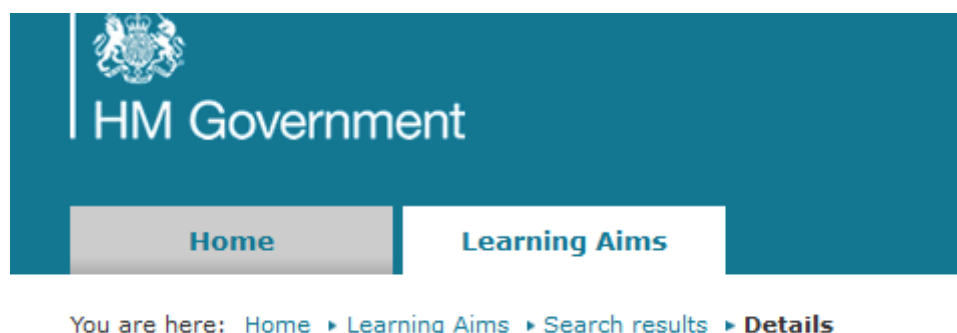 HM Government
Home Learning Aims
You are here: Home ▸ Learning Aims ▸ Search results ▸ Details